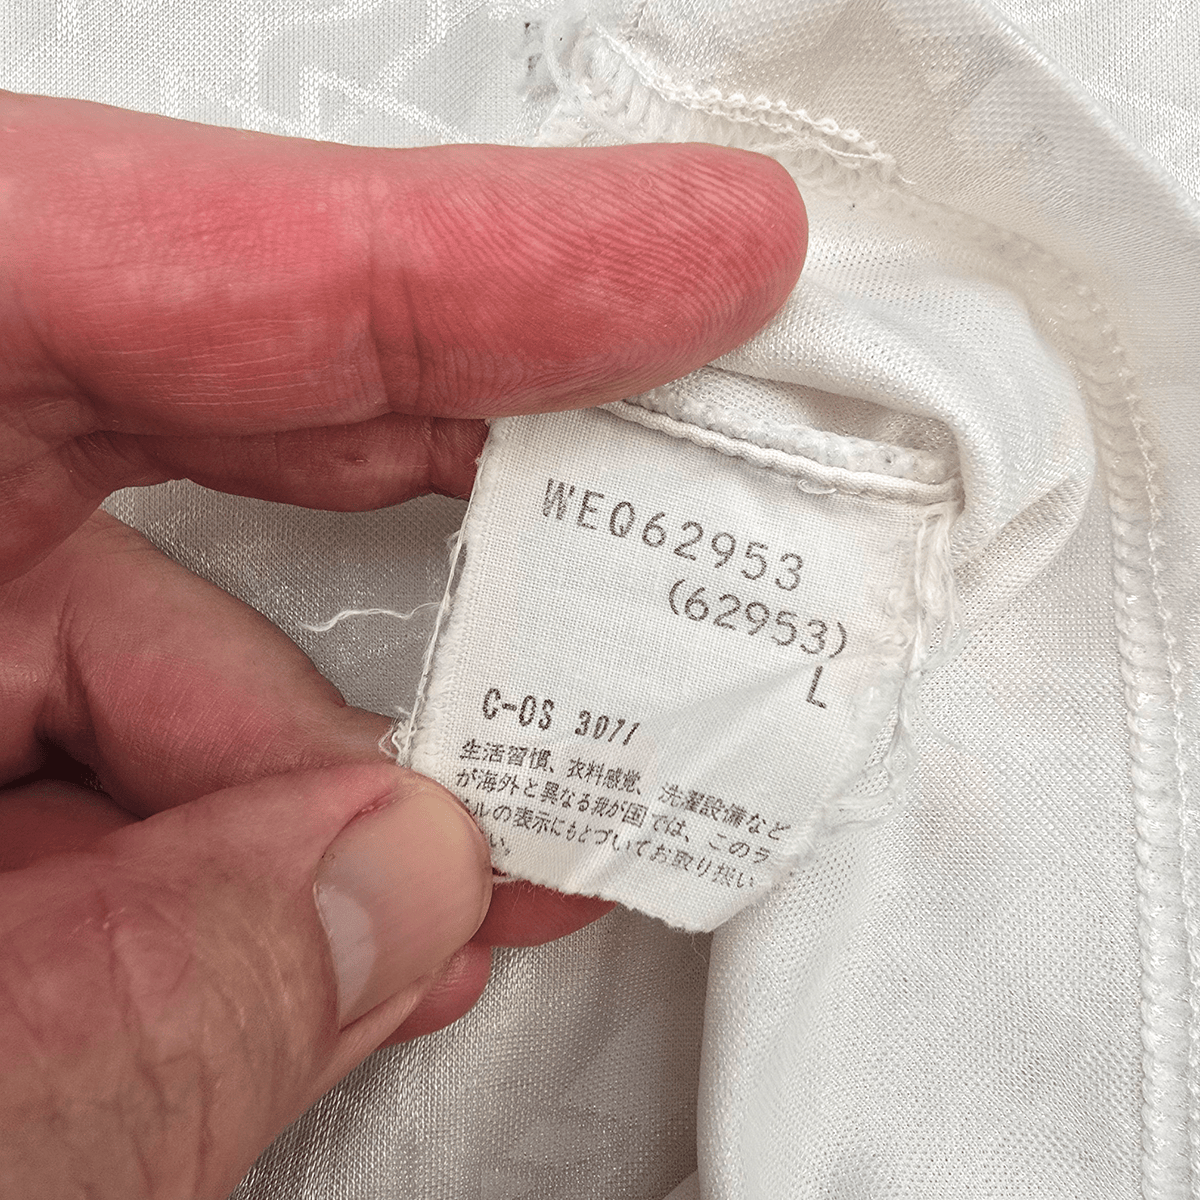 WEQ62953
(62953)
L
C-OS 3071
生活習慣、衣料感覚、洗濯設備など
が海外と異なる我が国では、このラ
ルの表示にもとづいてお取り扱い
い。